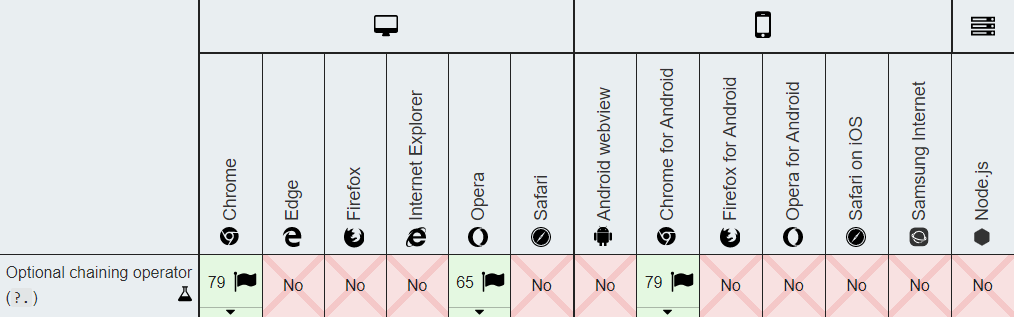 Chrome
Edge
Firefox
Internet Explorer
Opera
Safari
Android webview
Chrome for Android
Firefox for Android
Opera for Android
Safari on iOS
Samsung Internet
Node.js
Optional chaining operator
(?.)
79
No
No
No
65
No
No
79
No
No
No
No
No